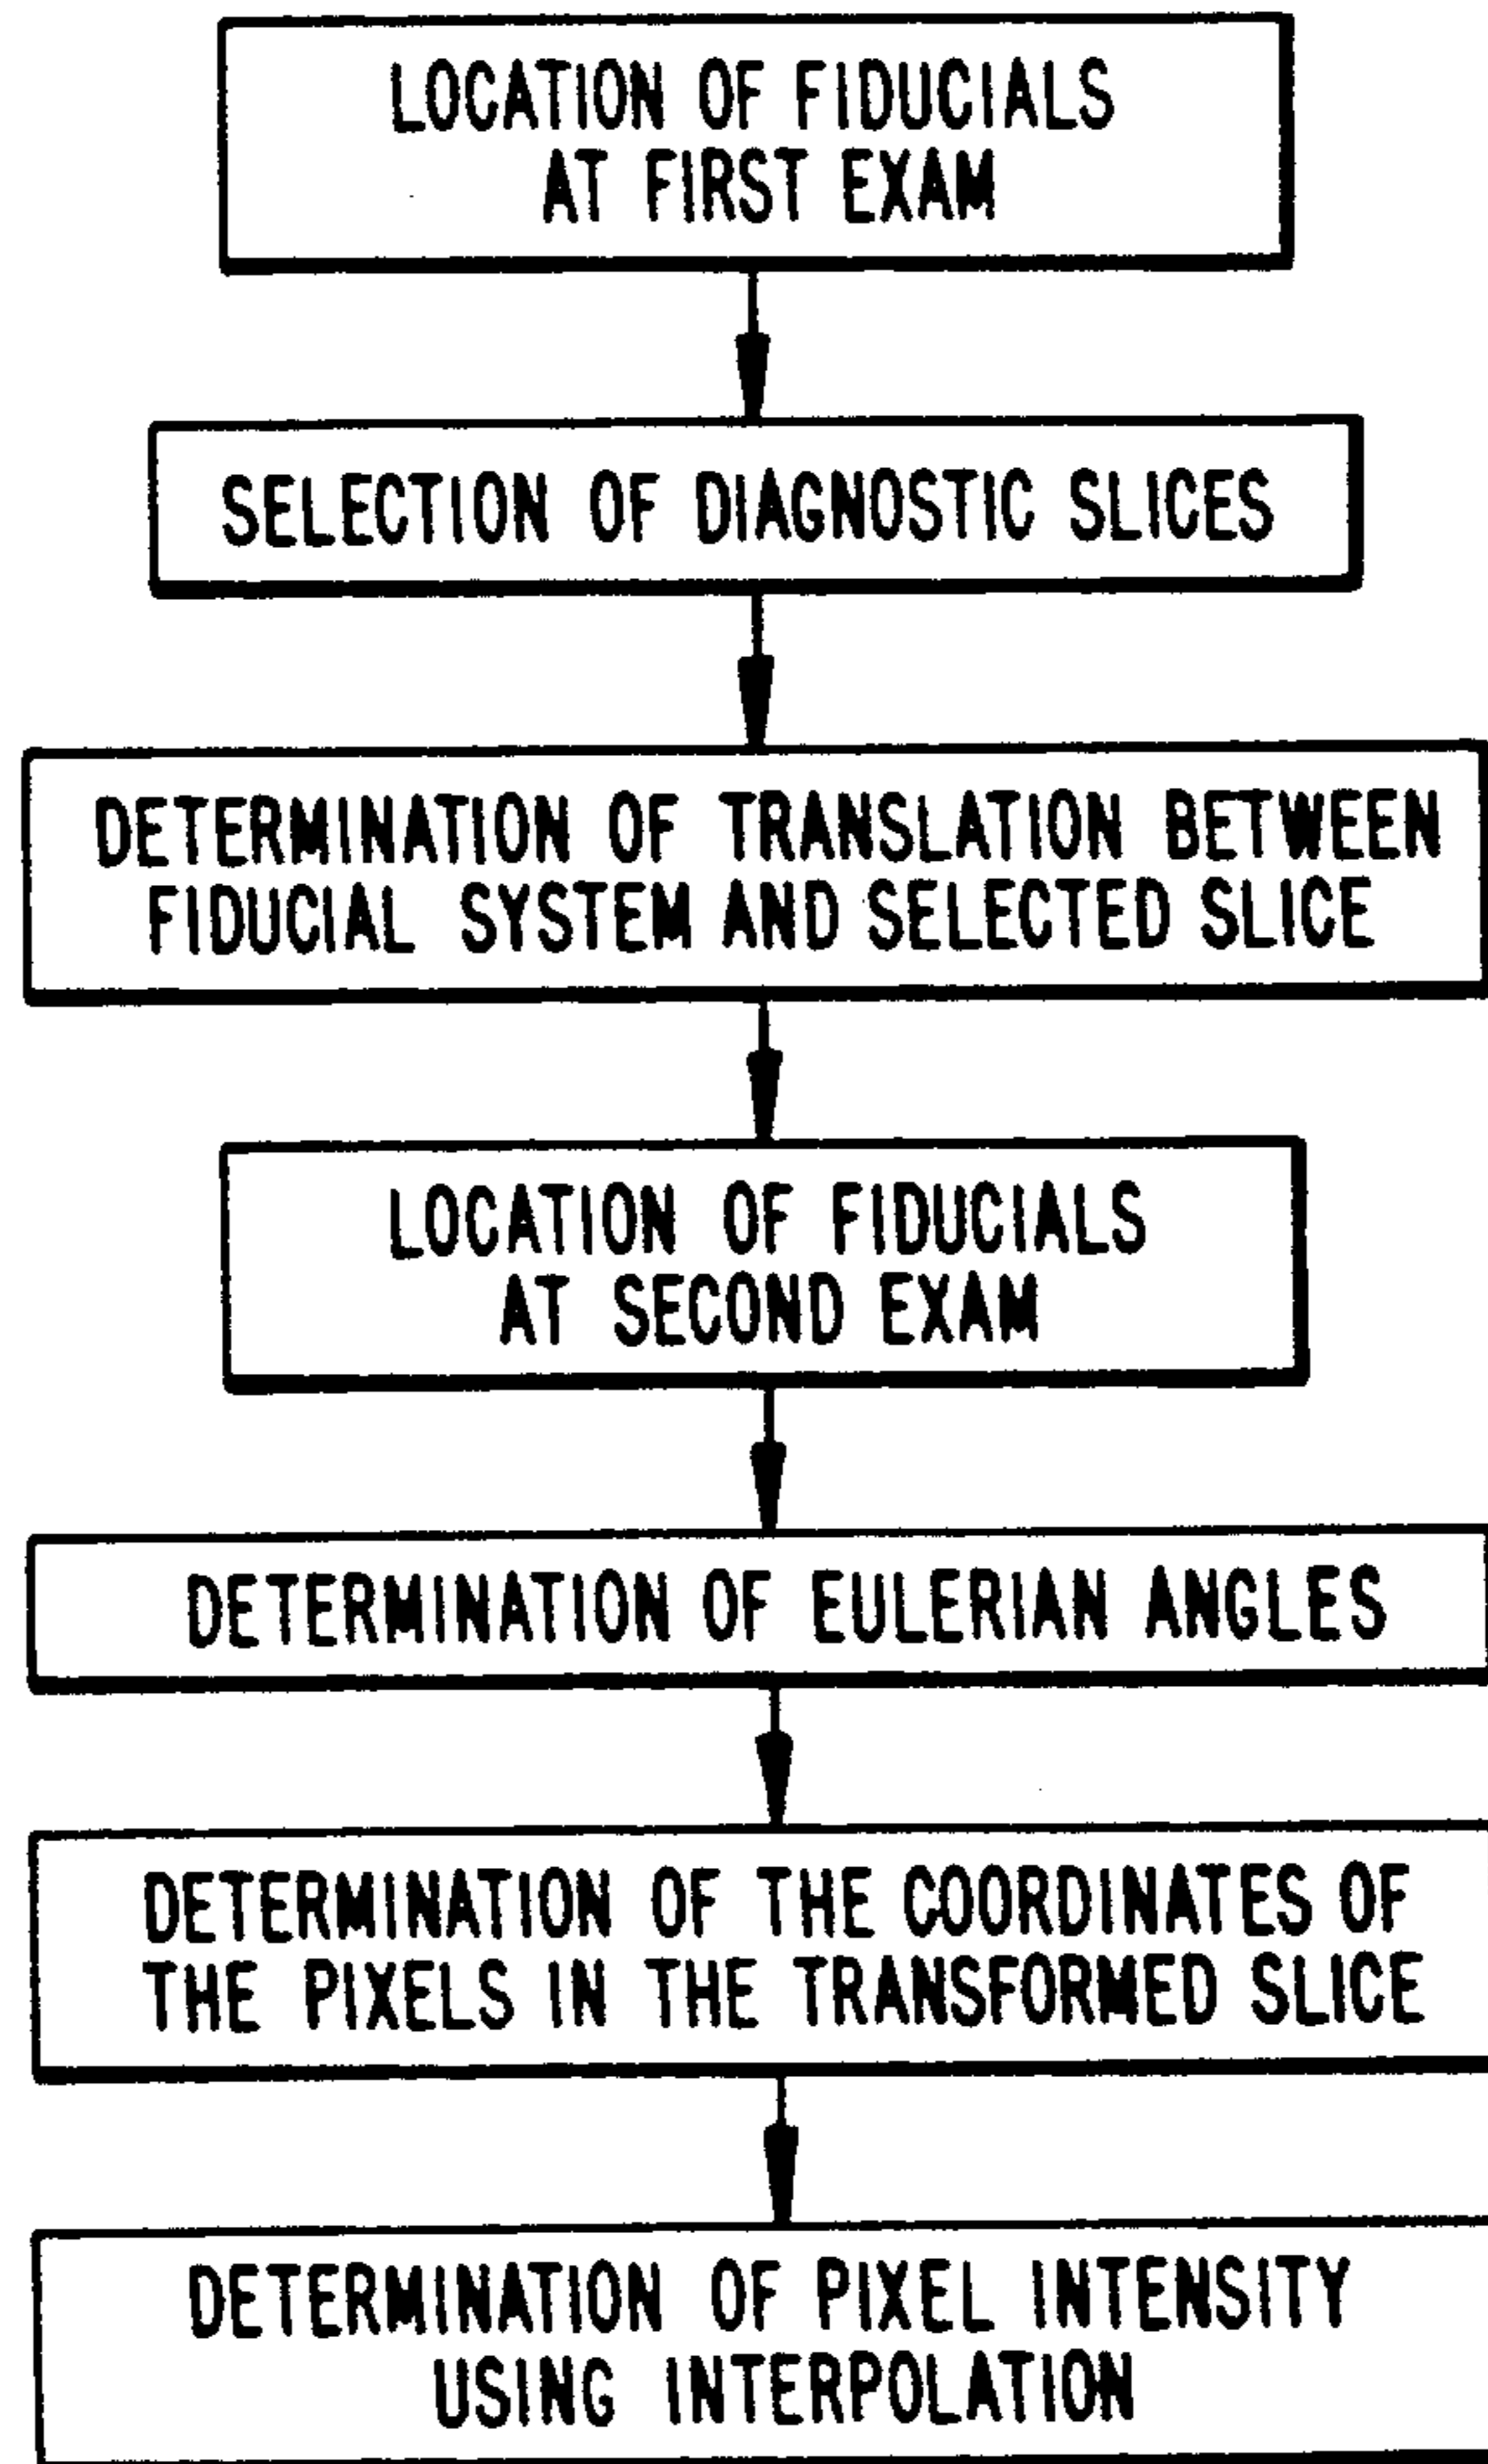 LOCATION OF FIDUCIALS
AT FIRST EXAM
SELECTION OF DIAGNOSTIC SLICES
DETERMINATION OF TRANSLATION BETWEEN
FIDUCIAL SYSTEM AND SELECTED SLICE
LOCATION OF FIDUCIALS
AT SECOND EXAM
DETERMINATION OF EULERIAN ANGLES
DETERMINATION OF THE COORDINATES OF
THE PIXELS IN THE TRANSFORMED SLICE
DETERMINATION OF PIXEL INTENSITY
USING INTERPOLATION